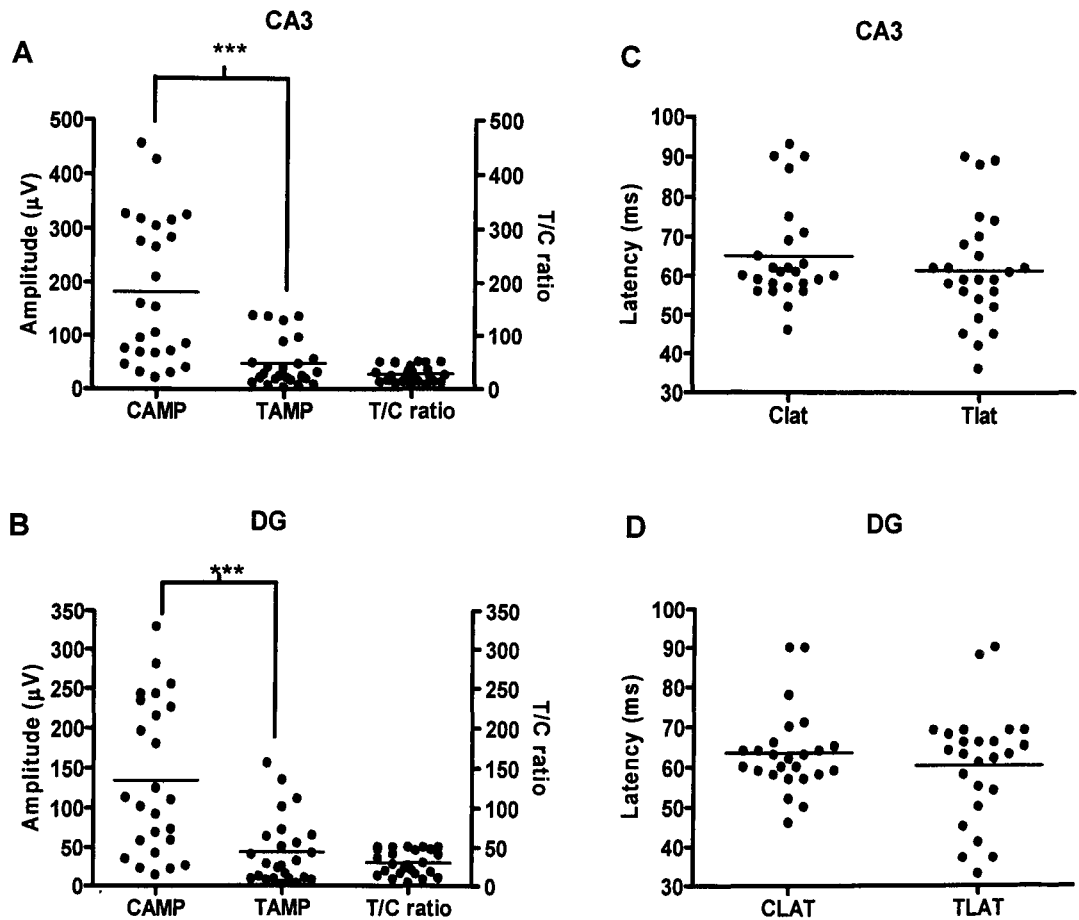 CA3
A
***
500
400
300
200
100
0
Amplitude (µV)
500
400
300
200
100
0
T/C ratio
CAMP TAMP T/C ratio
CA3
C
100
90
80
70
60
50
40
30
Latency (ms)
Clat Tlat
DG
B
***
350
300
250
200
150
100
50
0
Amplitude (µV)
350
300
250
200
150
100
50
0
T/C ratio
CAMP TAMP T/C ratio
DG
D
100
90
80
70
60
50
40
30
Latency (ms)
CLAT TLAT